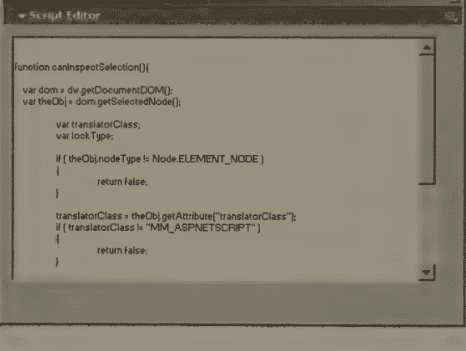 Script Editor
function canInspectSelection(){
var dom = dw.getDocumentDOM();
var theObj = dom.getSelectedNode();
var translatorClass;
var lockType;
if ( theObj.nodeType != Node.ELEMENT_NODE )
{
return false;
}
translatorClass = theObj.getAttribute("translatorClass");
if ( translatorClass != "MM_ASPNETSCRIPT" )
{
return false;
}